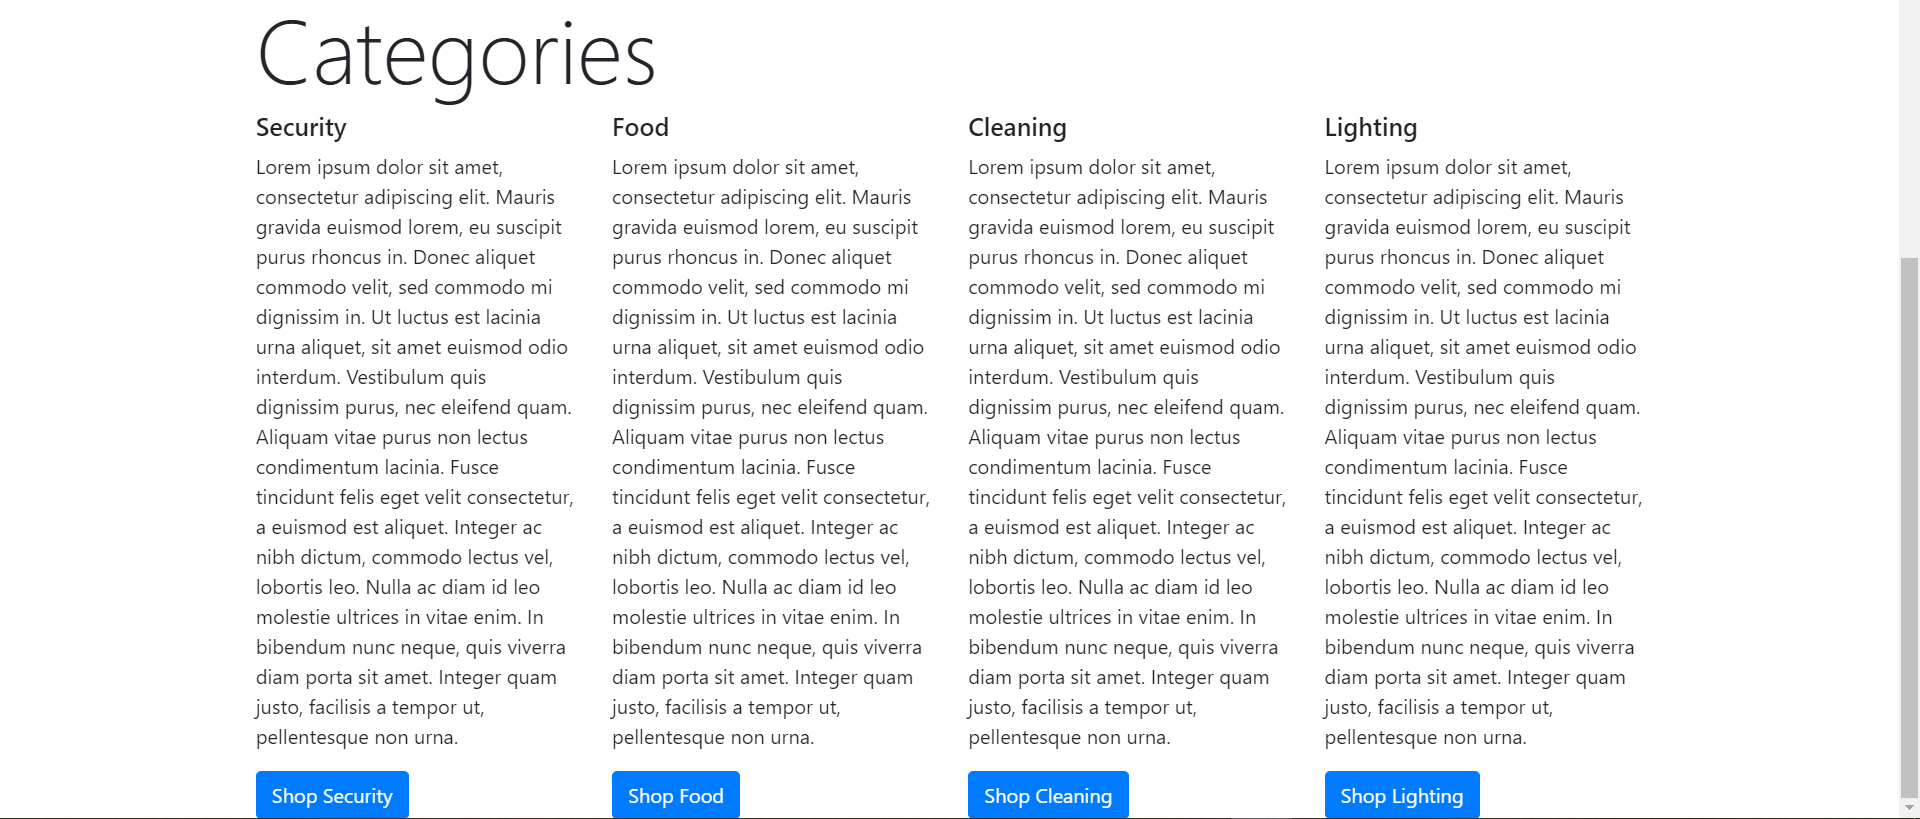 Categories
Security
Lorem ipsum dolor sit amet,
consectetur adipiscing elit. Mauris
gravida euismod lorem, eu suscipit
purus rhoncus in. Donec aliquet
commodo velit, sed commodo mi
dignissim in. Ut luctus est lacinia
urna aliquet, sit amet euismod odio
interdum. Vestibulum quis
dignissim purus, nec eleifend quam.
Aliquam vitae purus non lectus
condimentum lacinia. Fusce
tincidunt felis eget velit consectetur,
a euismod est aliquet. Integer ac
nibh dictum, commodo lectus vel,
lobortis leo. Nulla ac diam id leo
molestie ultrices in vitae enim. In
bibendum nunc neque, quis viverra
diam porta sit amet. Integer quam
justo, facilisis a tempor ut,
pellentesque non urna.
Shop Security
Food
Lorem ipsum dolor sit amet,
consectetur adipiscing elit. Mauris
gravida euismod lorem, eu suscipit
purus rhoncus in. Donec aliquet
commodo velit, sed commodo mi
dignissim in. Ut luctus est lacinia
urna aliquet, sit amet euismod odio
interdum. Vestibulum quis
dignissim purus, nec eleifend quam.
Aliquam vitae purus non lectus
condimentum lacinia. Fusce
tincidunt felis eget velit consectetur,
a euismod est aliquet. Integer ac
nibh dictum, commodo lectus vel,
lobortis leo. Nulla ac diam id leo
molestie ultrices in vitae enim. In
bibendum nunc neque, quis viverra
diam porta sit amet. Integer quam
justo, facilisis a tempor ut,
pellentesque non urna.
Shop Food
Cleaning
Lorem ipsum dolor sit amet,
consectetur adipiscing elit. Mauris
gravida euismod lorem, eu suscipit
purus rhoncus in. Donec aliquet
commodo velit, sed commodo mi
dignissim in. Ut luctus est lacinia
urna aliquet, sit amet euismod odio
interdum. Vestibulum quis
dignissim purus, nec eleifend quam.
Aliquam vitae purus non lectus
condimentum lacinia. Fusce
tincidunt felis eget velit consectetur,
a euismod est aliquet. Integer ac
nibh dictum, commodo lectus vel,
lobortis leo. Nulla ac diam id leo
molestie ultrices in vitae enim. In
bibendum nunc neque, quis viverra
diam porta sit amet. Integer quam
justo, facilisis a tempor ut,
pellentesque non urna.
Shop Cleaning
Lighting
Lorem ipsum dolor sit amet,
consectetur adipiscing elit. Mauris
gravida euismod lorem, eu suscipit
purus rhoncus in. Donec aliquet
commodo velit, sed commodo mi
dignissim in. Ut luctus est lacinia
urna aliquet, sit amet euismod odio
interdum. Vestibulum quis
dignissim purus, nec eleifend quam.
Aliquam vitae purus non lectus
condimentum lacinia. Fusce
tincidunt felis eget velit consectetur,
a euismod est aliquet. Integer ac
nibh dictum, commodo lectus vel,
lobortis leo. Nulla ac diam id leo
molestie ultrices in vitae enim. In
bibendum nunc neque, quis viverra
diam porta sit amet. Integer quam
justo, facilisis a tempor ut,
pellentesque non urna.
Shop Lighting